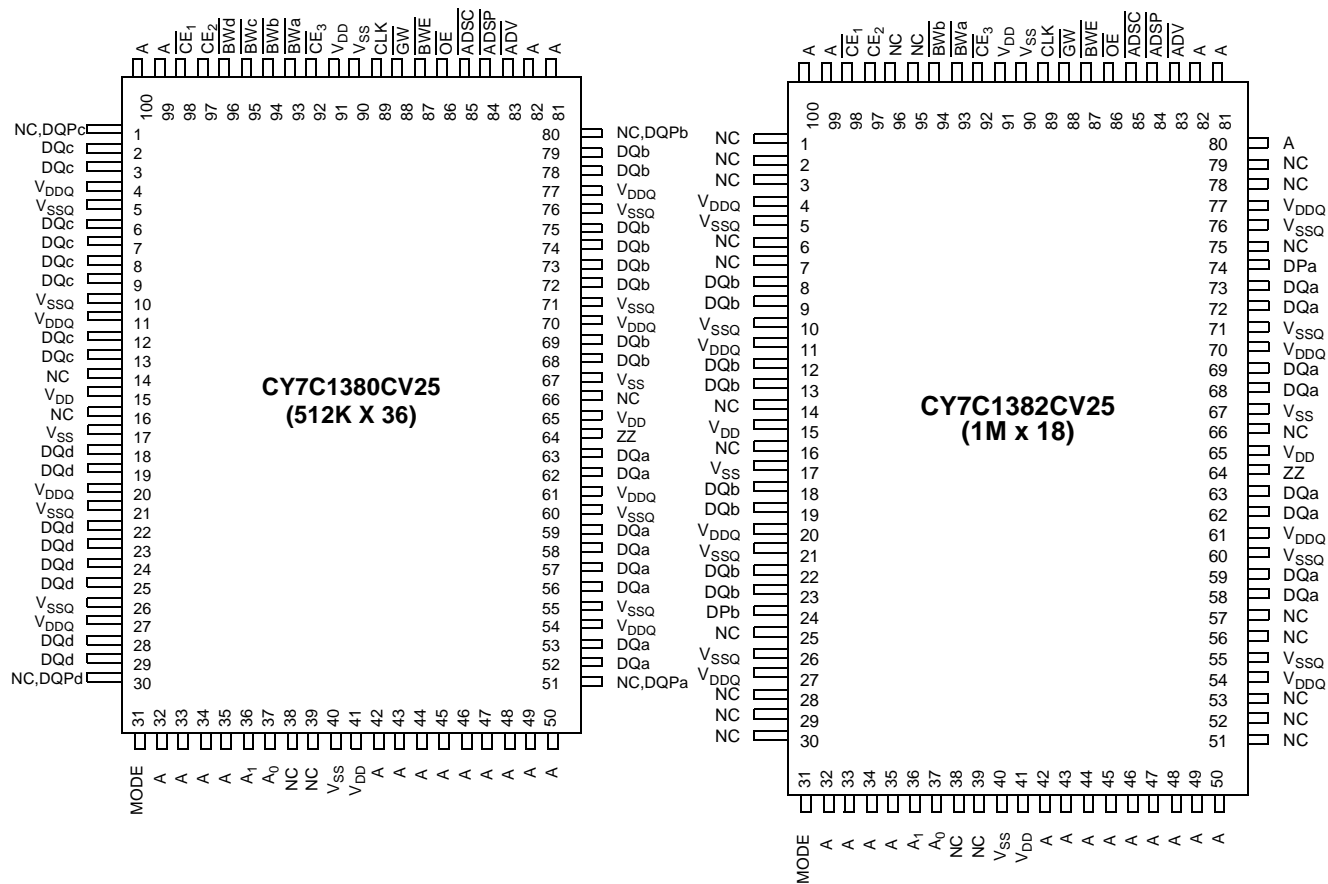 A A CE1 CE2 BWd BWc BWb BWa CE3 VDD VSS CLK GW BWE OE ADSC ADSP ADV A A
100 99 98 97 96 95 94 93 92 91 90 89 88 87 86 85 84 83 82 81
NC,DQPc 1 80 NC,DQPb
DQc 2 79 DQb
DQc 3 78 DQb
VDDQ 4 77 VDDQ
VSSQ 5 76 VSSQ
DQc 6 75 DQb
DQc 7 74 DQb
DQc 8 73 DQb
DQc 9 72 DQb
VSSQ 10 71 VSSQ
VDDQ 11 70 VDDQ
DQc 12 69 DQb
DQc 13 68 DQb
NC 14 67 VSS
VDD 15 66 NC
NC 16 65 VDD
VSS 17 64 ZZ
DQd 18 63 DQa
DQd 19 62 DQa
VDDQ 20 61 VDDQ
VSSQ 21 60 VSSQ
DQd 22 59 DQa
DQd 23 58 DQa
DQd 24 57 DQa
DQd 25 56 DQa
VSSQ 26 55 VSSQ
VDDQ 27 54 VDDQ
DQd 28 53 DQa
DQd 29 52 DQa
NC,DQPd 30 51 NC,DQPa
CY7C1380CV25
(512K X 36)
31 32 33 34 35 36 37 38 39 40 41 42 43 44 45 46 47 48 49 50
MODE A A A A A1 A0 NC NC VSS VDD A A A A A A A A A
A A CE1 CE2 NC NC BWb BWa CE3 VDD VSS CLK GW BWE OE ADSC ADSP ADV A A
100 99 98 97 96 95 94 93 92 91 90 89 88 87 86 85 84 83 82 81
NC 1 80 A
NC 2 79 NC
NC 3 78 NC
VDDQ 4 77 VDDQ
VSSQ 5 76 VSSQ
NC 6 75 NC
NC 7 74 DPa
DQb 8 73 DQa
DQb 9 72 DQa
VSSQ 10 71 VSSQ
VDDQ 11 70 VDDQ
DQb 12 69 DQa
DQb 13 68 DQa
NC 14 67 VSS
VDD 15 66 NC
NC 16 65 VDD
VSS 17 64 ZZ
DQb 18 63 DQa
DQb 19 62 DQa
VDDQ 20 61 VDDQ
VSSQ 21 60 VSSQ
DQb 22 59 DQa
DQb 23 58 DQa
DPb 24 57 NC
NC 25 56 NC
VSSQ 26 55 VSSQ
VDDQ 27 54 VDDQ
NC 28 53 NC
NC 29 52 NC
NC 30 51 NC
CY7C1382CV25
(1M x 18)
31 32 33 34 35 36 37 38 39 40 41 42 43 44 45 46 47 48 49 50
MODE A A A A A1 A0 NC NC VSS VDD A A A A A A A A A